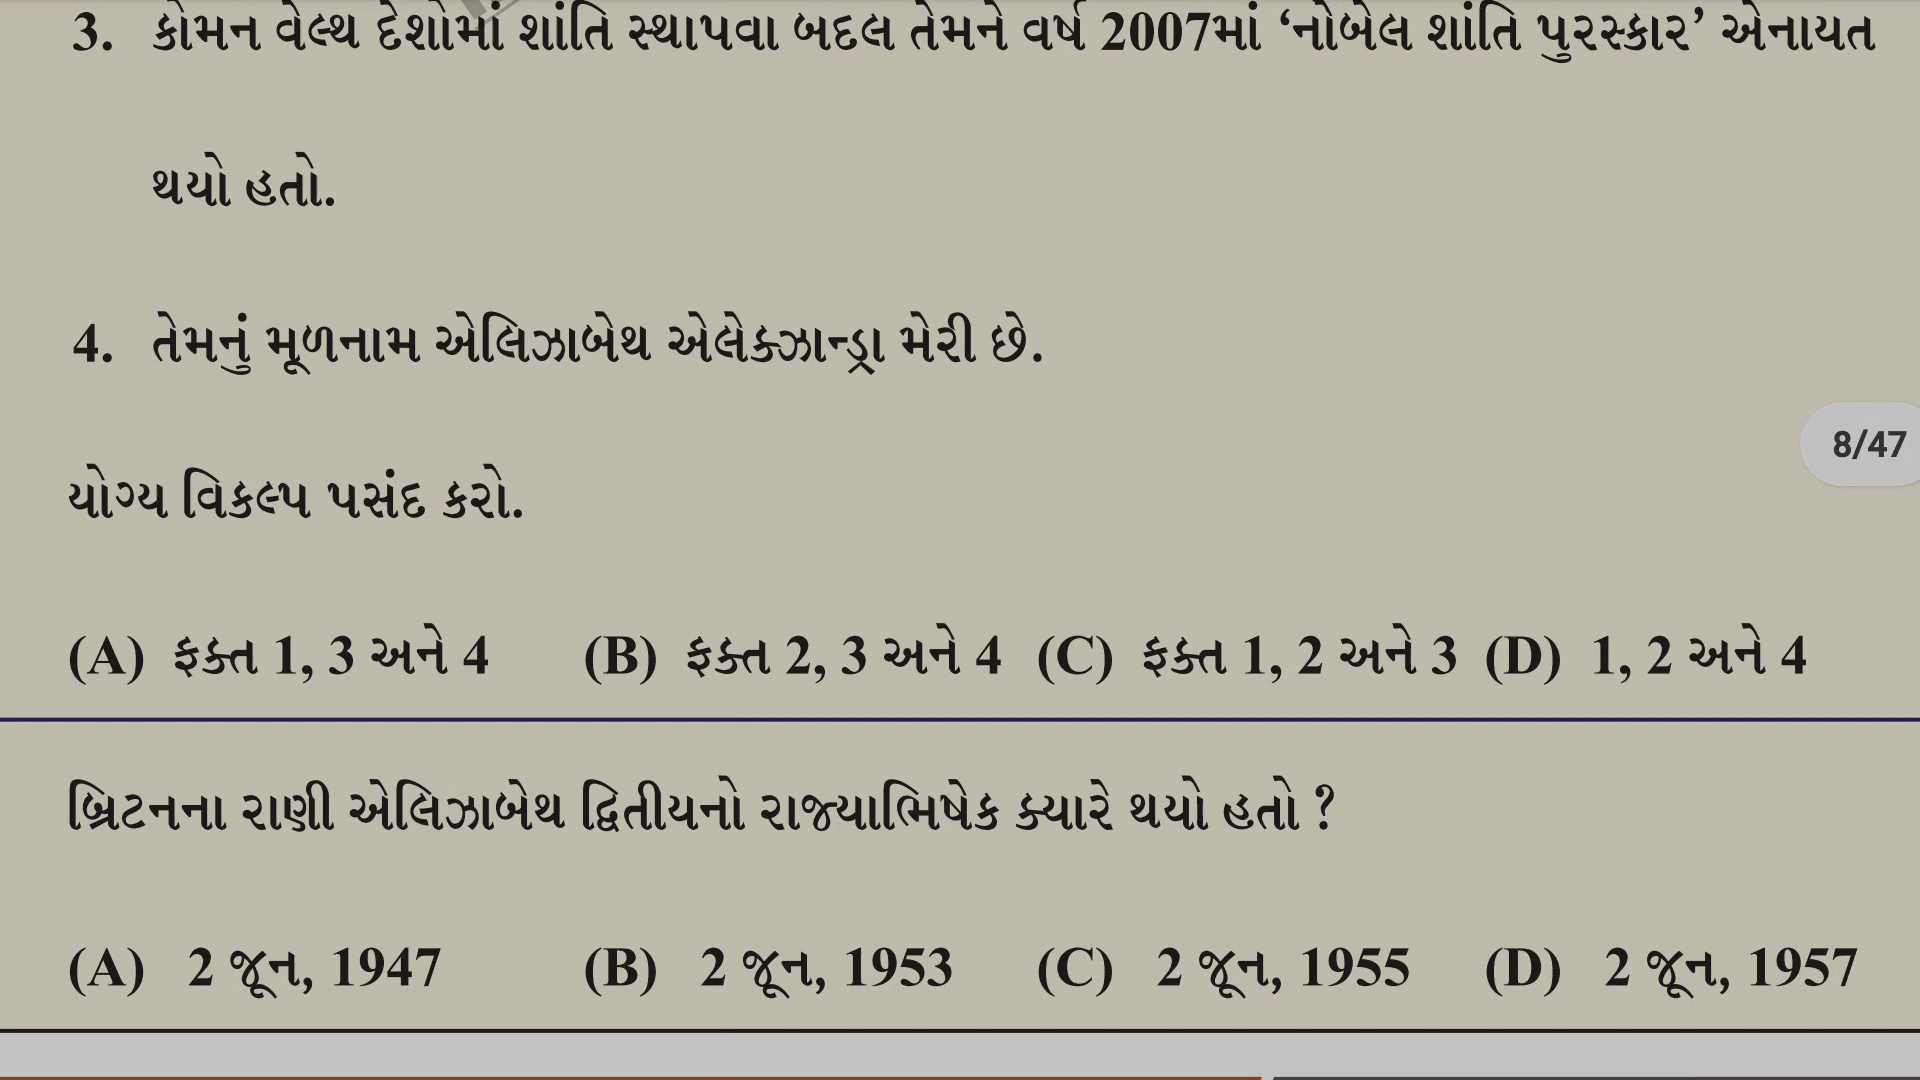 3. કોમન વેલ્થ દેશોમાં શાંતિ સ્થાપવા બદલ તેમને વર્ષ 2007માં ‘નોબેલ શાંતિ પુરસ્કાર’ એનાયત
થયો હતો.
4. તેમનું મૂળનામ એલિઝાબેથ એલેક્ઝાન્ડ્રા મેરી છે.
8/47
યોગ્ય વિકલ્પ પસંદ કરો.
(A) ફક્ત 1, 3 અને 4 (B) ફક્ત 2, 3 અને 4 (C) ફક્ત 1, 2 અને 3 (D) 1, 2 અને 4
બ્રિટનના રાણી એલિઝાબેથ દ્વિતીયનો રાજ્યાભિષેક ક્યારે થયો હતો ?
(A) 2 જૂન, 1947 (B) 2 જૂન, 1953 (C) 2 જૂન, 1955 (D) 2 જૂન, 1957